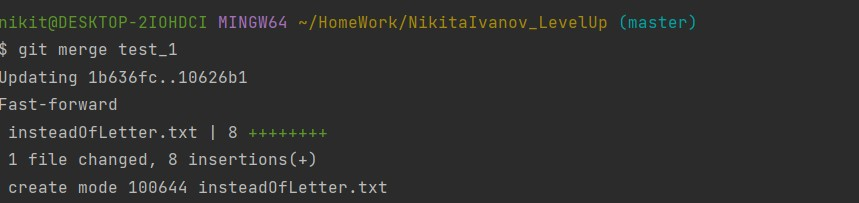 nikit@DESKTOP-2IOHDCI MINGW64 ~/HomeWork/NikitaIvanov_LevelUp (master)
$ git merge test_1
Updating 1b636fc..10626b1
Fast-forward
 insteadOfLetter.txt | 8 ++++++++
 1 file changed, 8 insertions(+)
 create mode 100644 insteadOfLetter.txt